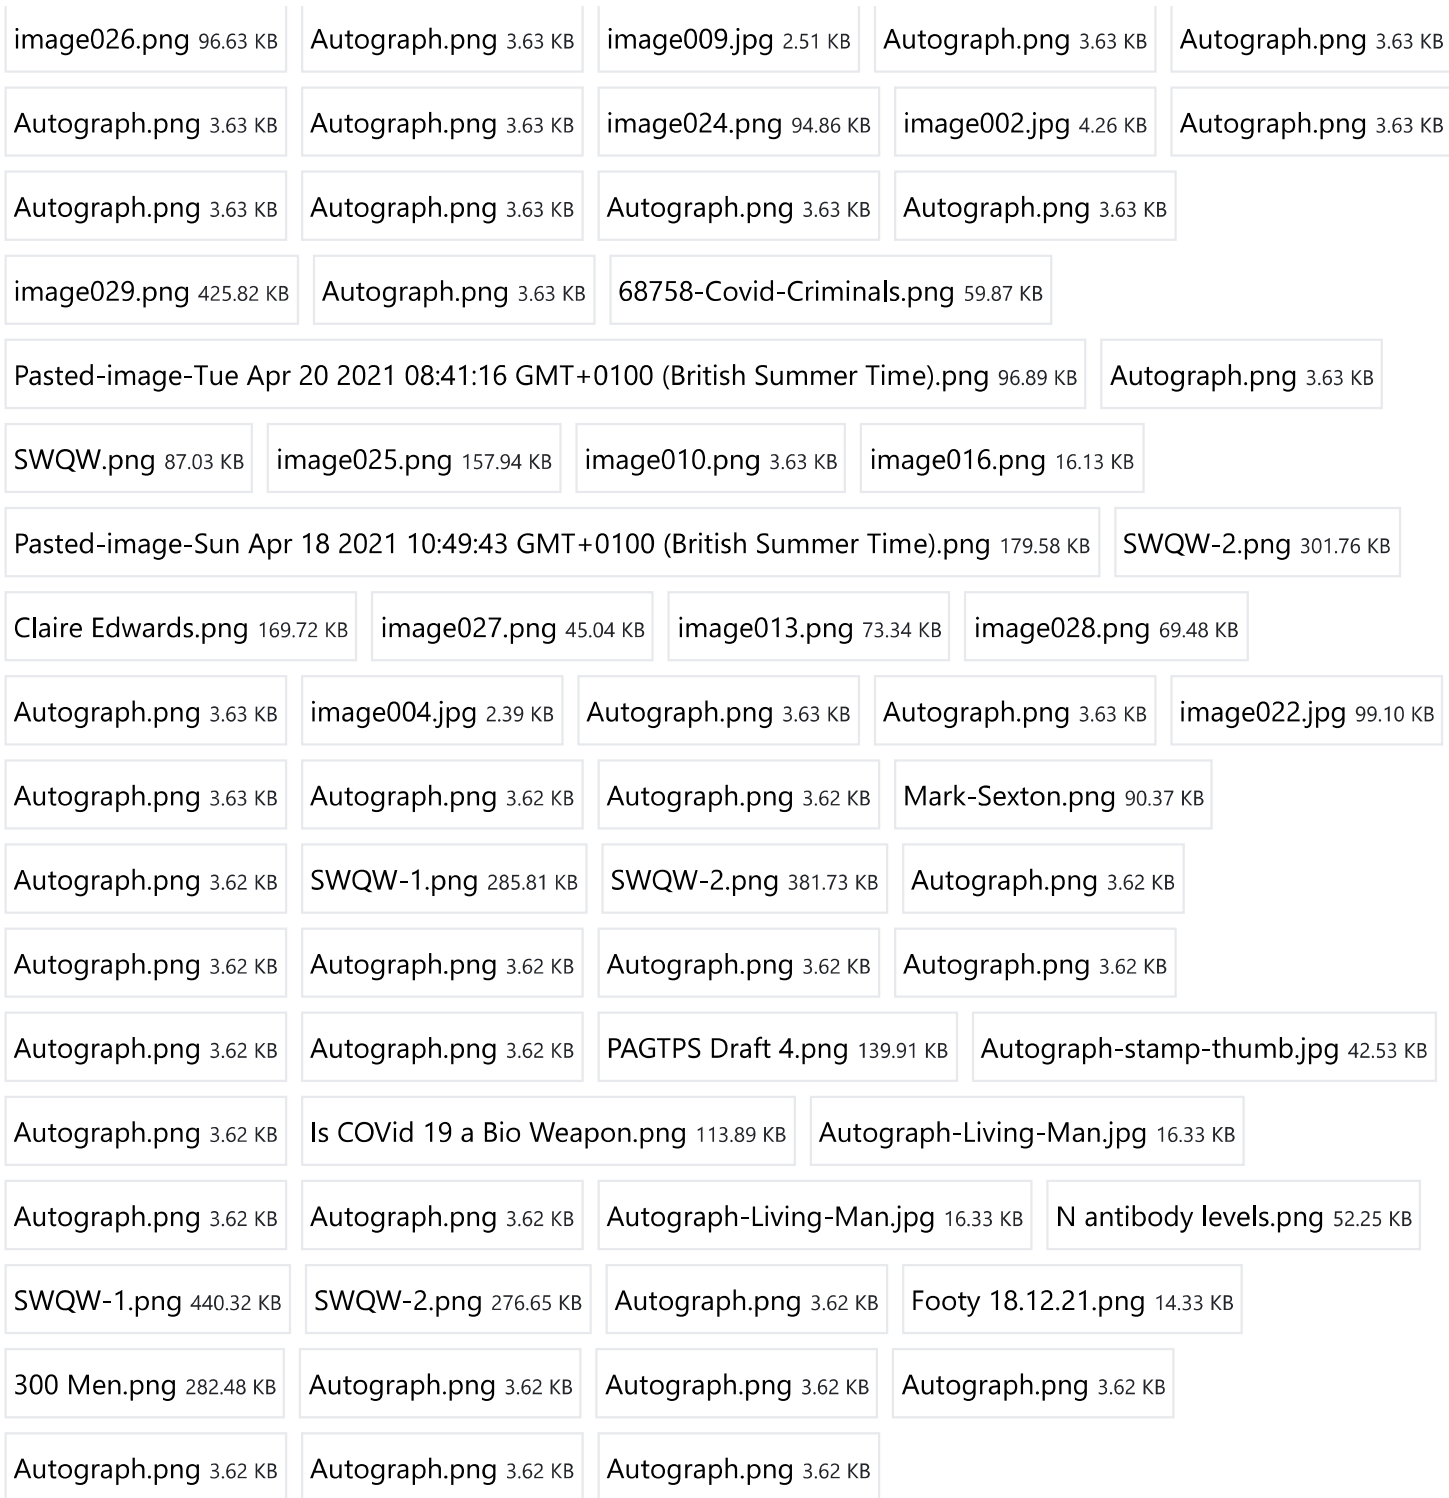 image026.png 96.63 KB Autograph.png 3.63 KB image009.jpg 2.51 KB Autograph.png 3.63 KB Autograph.png 3.63 KB
Autograph.png 3.63 KB Autograph.png 3.63 KB image024.png 94.86 KB image002.jpg 4.26 KB Autograph.png 3.63 KB
Autograph.png 3.63 KB Autograph.png 3.63 KB Autograph.png 3.63 KB Autograph.png 3.63 KB
image029.png 425.82 KB Autograph.png 3.63 KB 68758-Covid-Criminals.png 59.87 KB
Pasted-image-Tue Apr 20 2021 08:41:16 GMT+0100 (British Summer Time).png 96.89 KB Autograph.png 3.63 KB
SWQW.png 87.03 KB image025.png 157.94 KB image010.png 3.63 KB image016.png 16.13 KB
Pasted-image-Sun Apr 18 2021 10:49:43 GMT+0100 (British Summer Time).png 179.58 KB SWQW-2.png 301.76 KB
Claire Edwards.png 169.72 KB image027.png 45.04 KB image013.png 73.34 KB image028.png 69.48 KB
Autograph.png 3.63 KB image004.jpg 2.39 KB Autograph.png 3.63 KB Autograph.png 3.63 KB image022.jpg 99.10 KB
Autograph.png 3.63 KB Autograph.png 3.62 KB Autograph.png 3.62 KB Mark-Sexton.png 90.37 KB
Autograph.png 3.62 KB SWQW-1.png 285.81 KB SWQW-2.png 381.73 KB Autograph.png 3.62 KB
Autograph.png 3.62 KB Autograph.png 3.62 KB Autograph.png 3.62 KB Autograph.png 3.62 KB
Autograph.png 3.62 KB Autograph.png 3.62 KB PAGTPS Draft 4.png 139.91 KB Autograph-stamp-thumb.jpg 42.53 KB
Autograph.png 3.62 KB Is COVid 19 a Bio Weapon.png 113.89 KB Autograph-Living-Man.jpg 16.33 KB
Autograph.png 3.62 KB Autograph.png 3.62 KB Autograph-Living-Man.jpg 16.33 KB N antibody levels.png 52.25 KB
SWQW-1.png 440.32 KB SWQW-2.png 276.65 KB Autograph.png 3.62 KB Footy 18.12.21.png 14.33 KB
300 Men.png 282.48 KB Autograph.png 3.62 KB Autograph.png 3.62 KB Autograph.png 3.62 KB
Autograph.png 3.62 KB Autograph.png 3.62 KB Autograph.png 3.62 KB